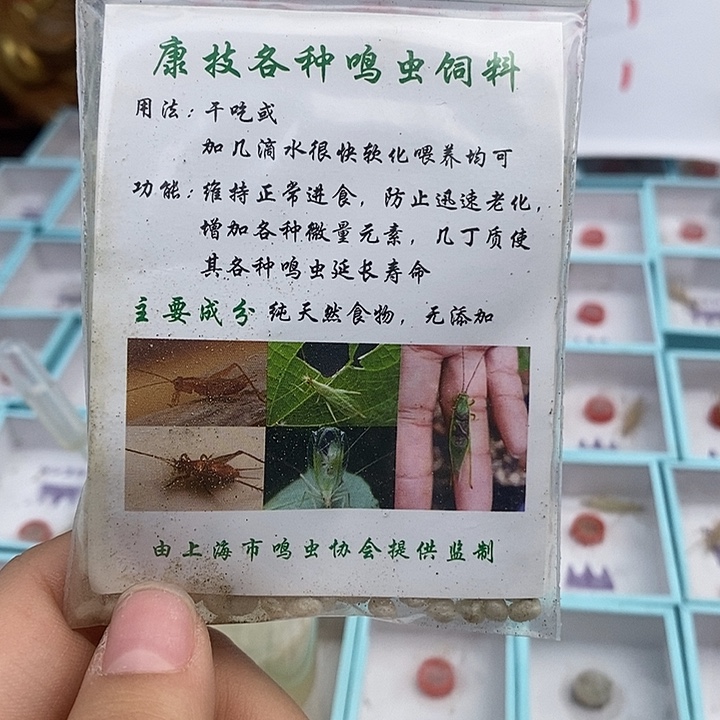 康技各种鸣虫饲料
用法：干吃或
加几滴水很快软化喂养均可
功能：维持正常进食，防止迅速老化，
增加各种微量元素，几丁质使
其各种鸣虫延长寿命
主要成分 纯天然食物，无添加
由上海市鸣虫协会提供监制